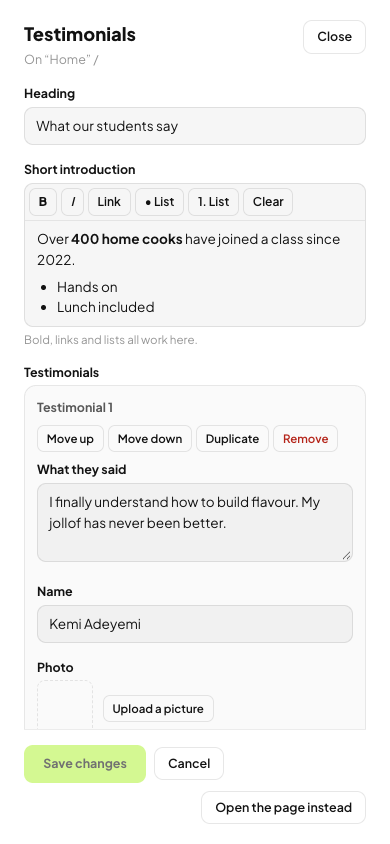 Testimonials
Close
On “Home” /
Heading
What our students say
Short introduction
B I Link • List 1. List Clear
Over 400 home cooks have joined a class since
2022.
• Hands on
• Lunch included
Bold, links and lists all work here.
Testimonials
Testimonial 1
Move up Move down Duplicate Remove
What they said
I finally understand how to build flavour. My
jollof has never been better.
Name
Kemi Adeyemi
Photo
Upload a picture
Save changes Cancel
Open the page instead